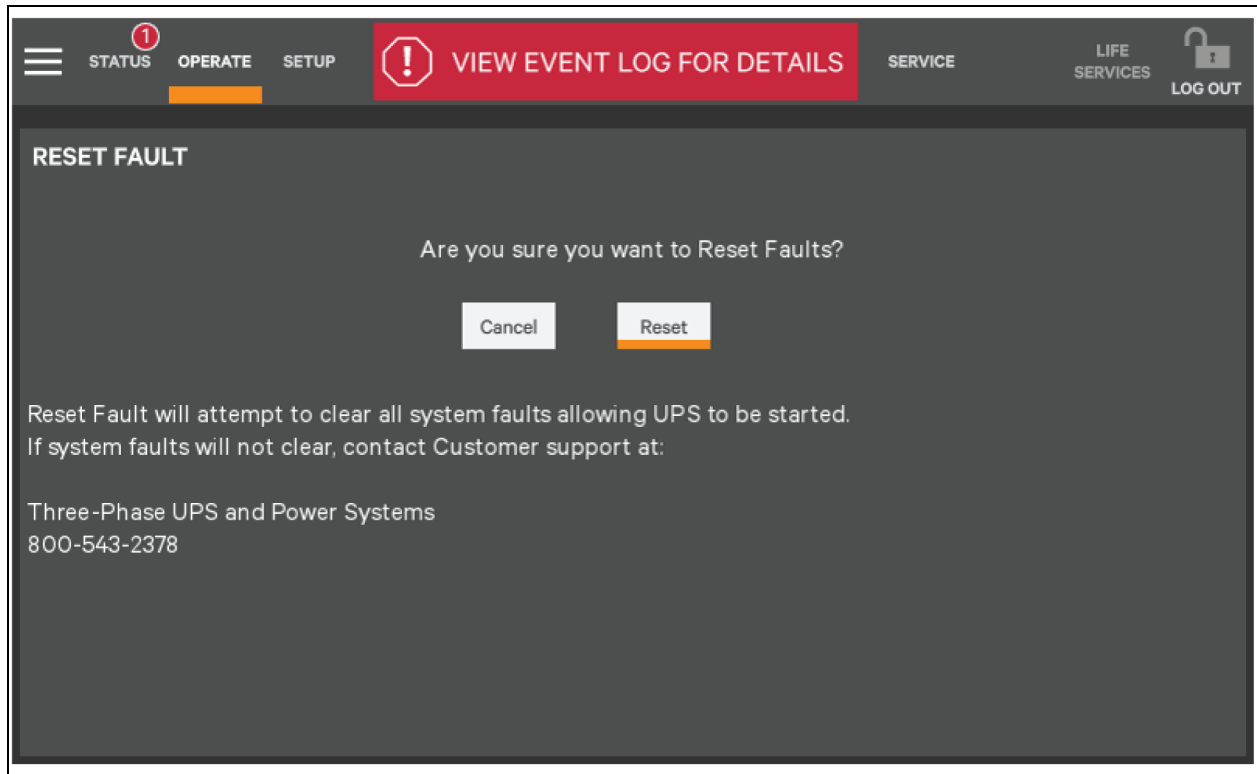 1
STATUS OPERATE SETUP ! VIEW EVENT LOG FOR DETAILS SERVICE LIFE SERVICES LOG OUT
RESET FAULT
Are you sure you want to Reset Faults?
Cancel Reset
Reset Fault will attempt to clear all system faults allowing UPS to be started.
If system faults will not clear, contact Customer support at:
Three-Phase UPS and Power Systems
800-543-2378